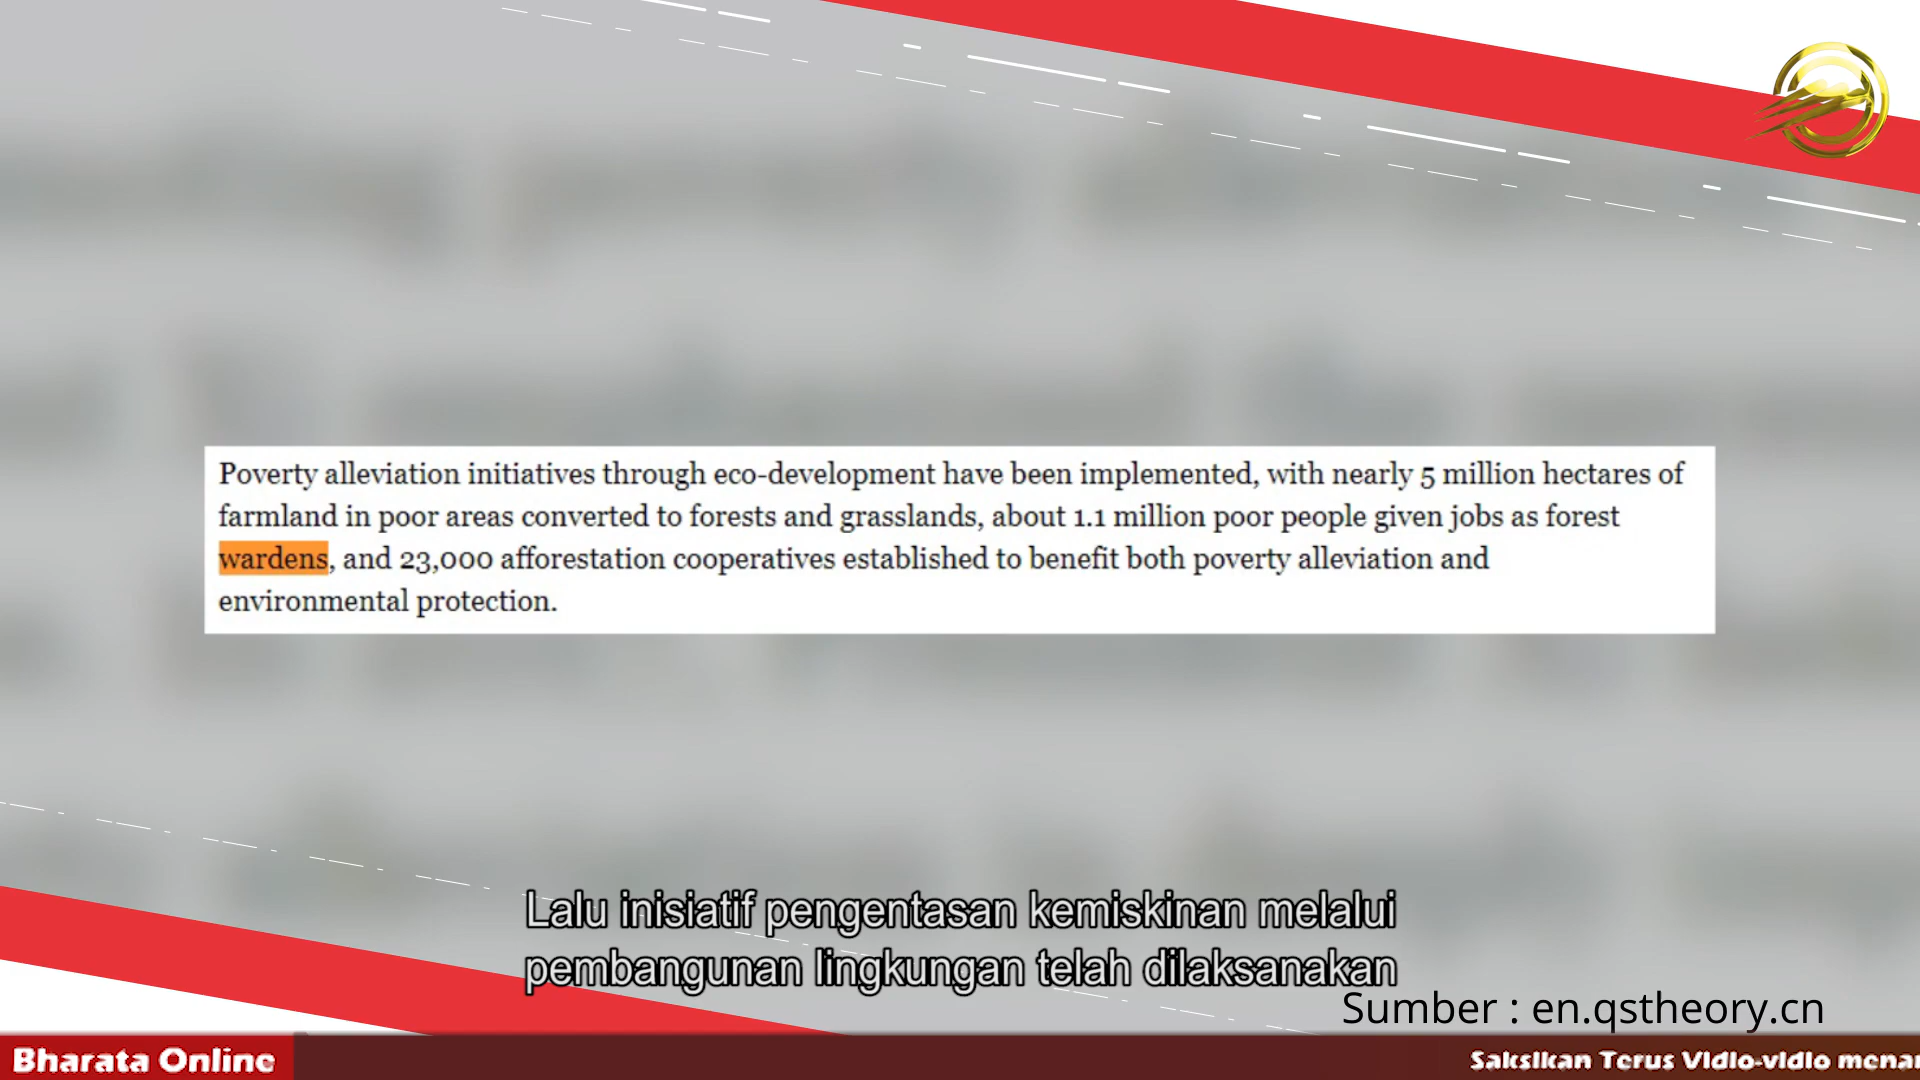 Poverty alleviation initiatives through eco-development have been implemented, with nearly 5 million hectares of
farmland in poor areas converted to forests and grasslands, about 1.1 million poor people given jobs as forest
wardens, and 23,000 afforestation cooperatives established to benefit both poverty alleviation and
environmental protection.
Lalu inisiatif pengentasan kemiskinan melalui
pembangunan lingkungan telah dilaksanakan
Sumber : en.qstheory.cn
Bharata Online
Saksikan Terus Vidio-vidio menar